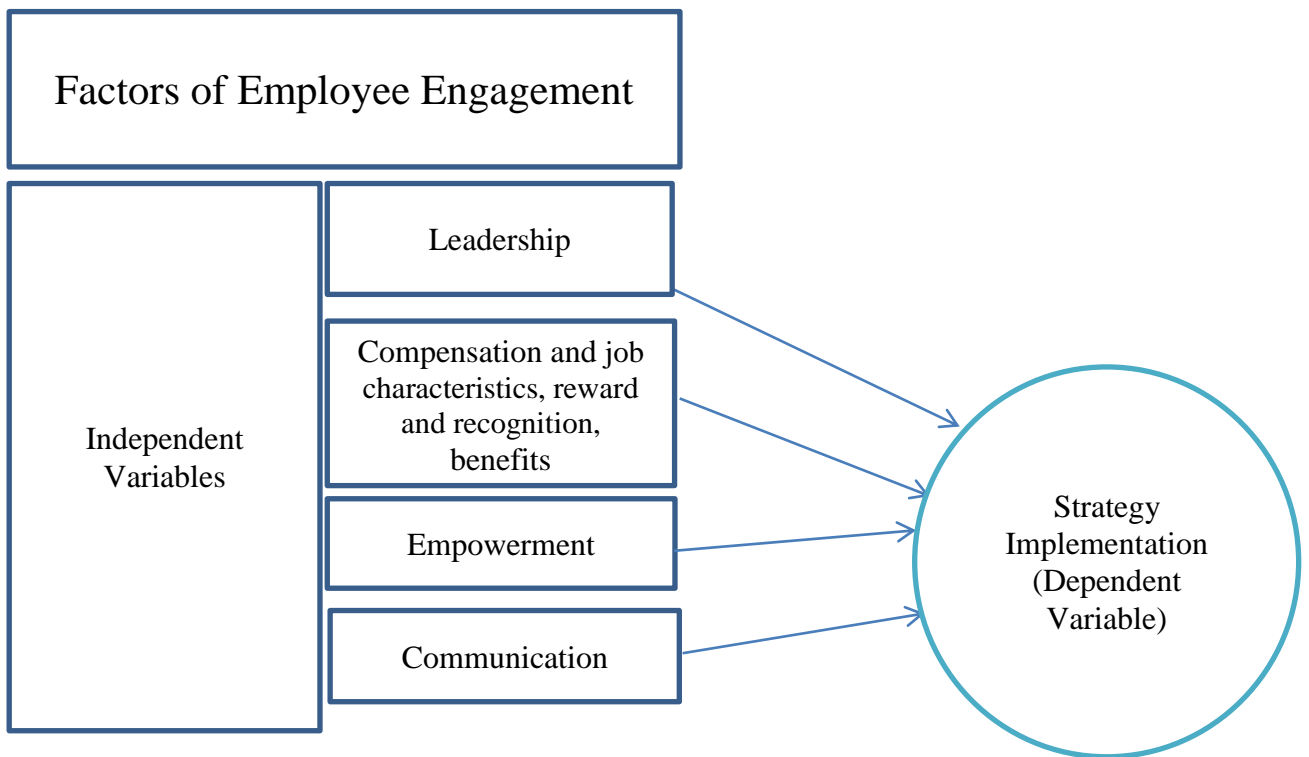 Factors of Employee Engagement
Leadership
Compensation and job
characteristics, reward
and recognition,
benefits
Independent
Variables
Empowerment
Communication
Strategy
Implementation
(Dependent
Variable)